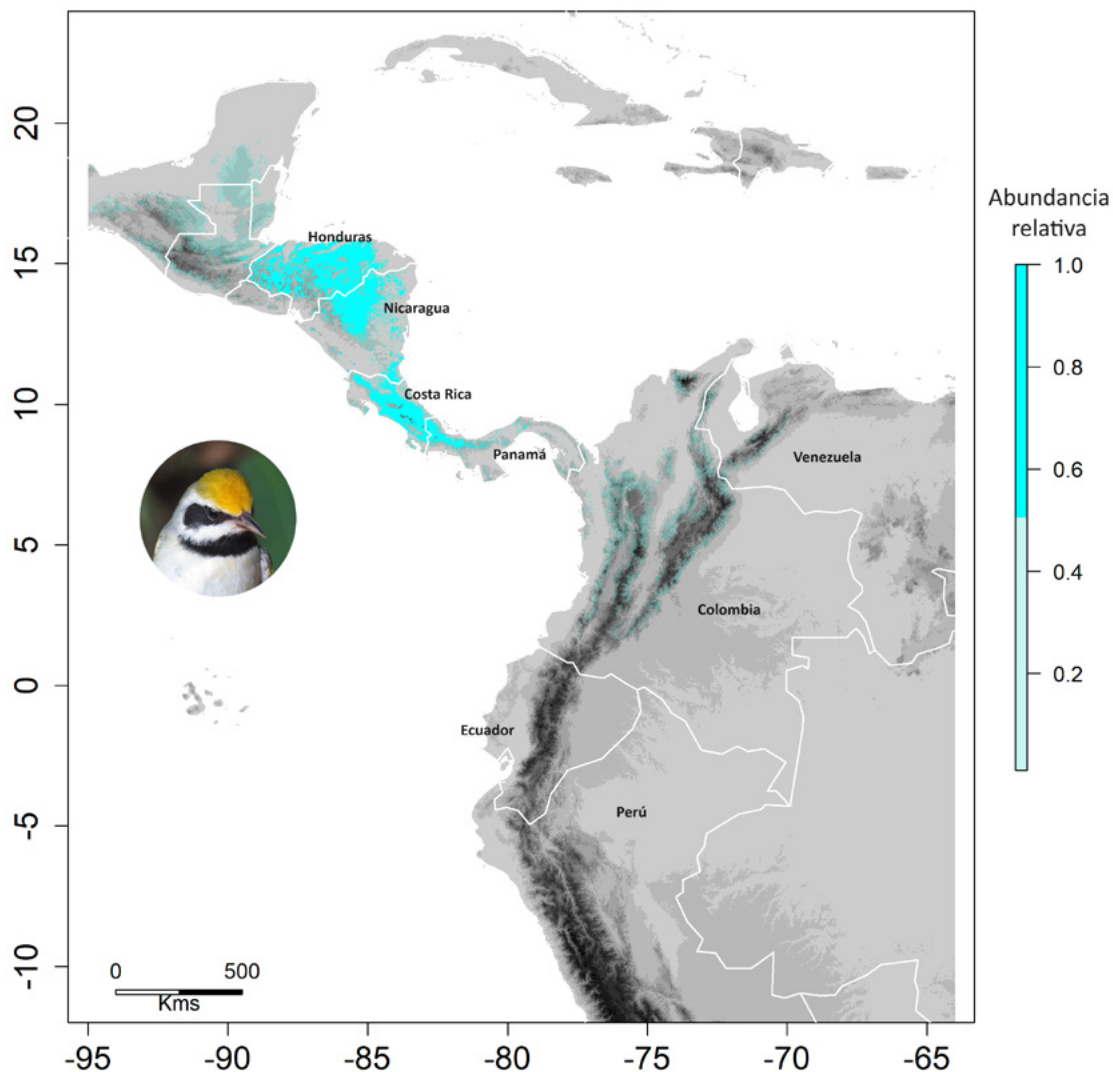 Abundancia
relativa
1.0
0.8
0.6
0.4
0.2
20
15
10
5
0
-5
-10
Honduras
Nicaragua
Costa Rica
Panamá
Venezuela
Colombia
Ecuador
Perú
0 500
Kms
-95 -90 -85 -80 -75 -70 -65